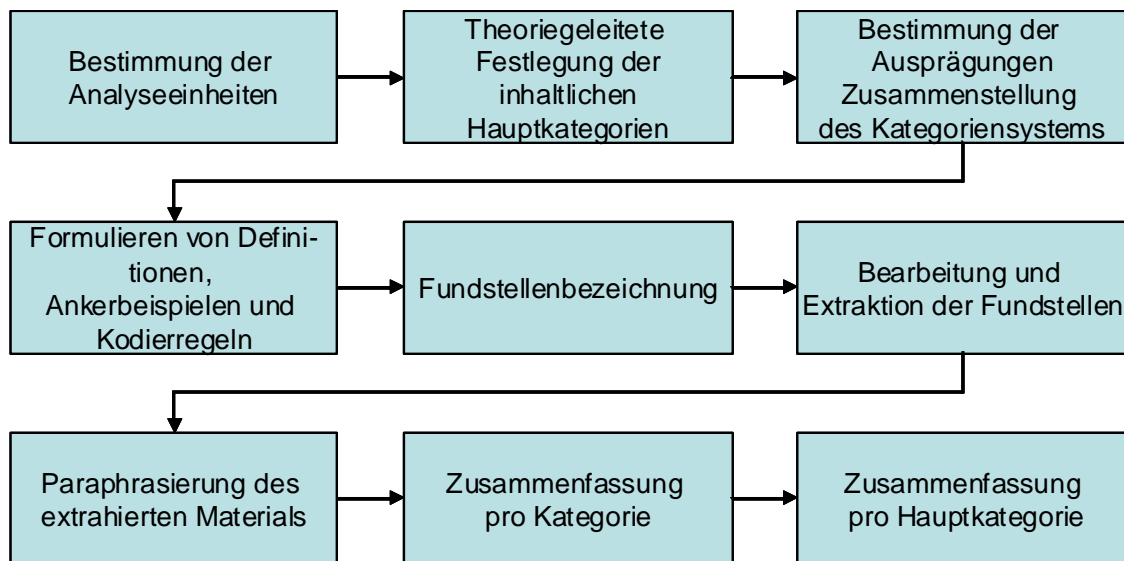 Bestimmung der
Analyseeinheiten
Theoriegeleitete
Festlegung der
inhaltlichen
Hauptkategorien
Bestimmung der
Ausprägungen
Zusammenstellung
des Kategoriensystems
Formulieren von Defini-
tionen,
Ankerbeispielen und
Kodierregeln
Fundstellenbezeichnung
Bearbeitung und
Extraktion der Fundstellen
Paraphrasierung des
extrahierten Materials
Zusammenfassung
pro Kategorie
Zusammenfassung
pro Hauptkategorie